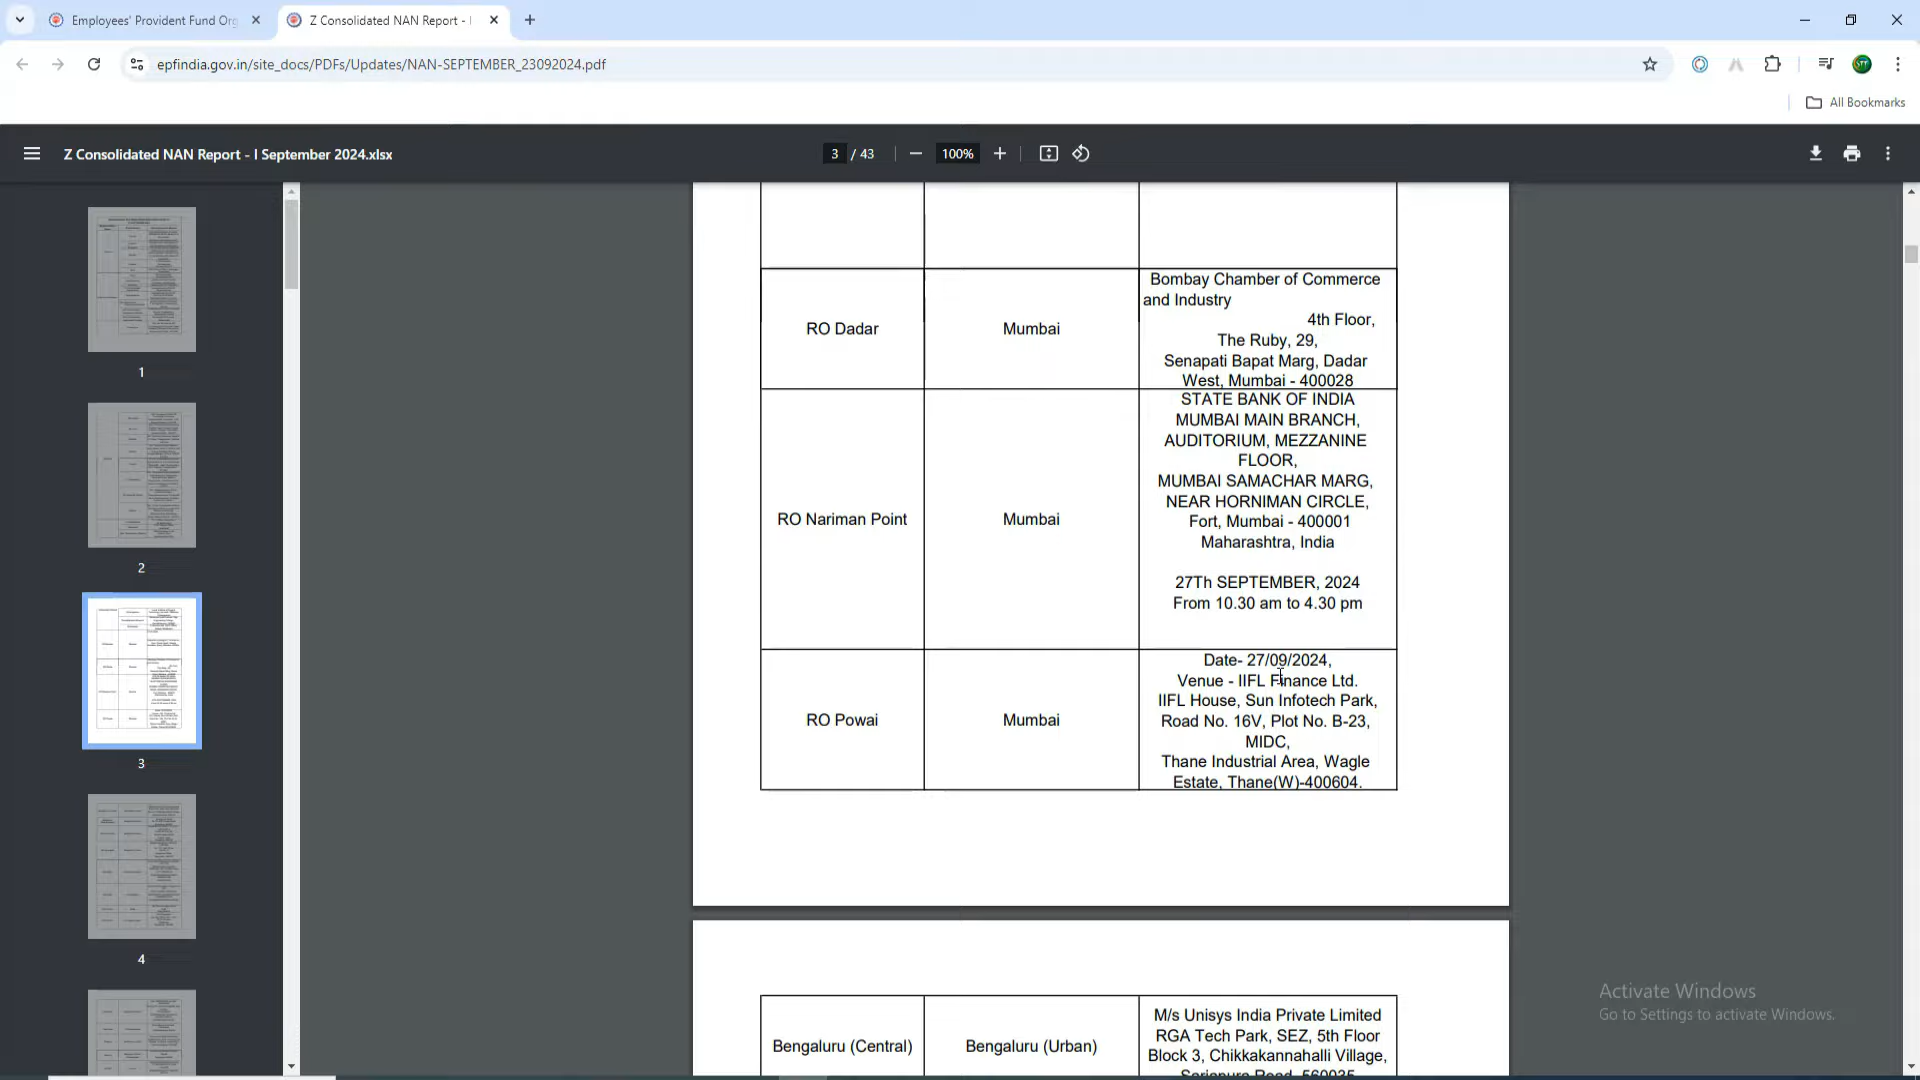 Employees' Provident Fund Org
Z Consolidated NAN Report - I
epfindia.gov.in/site_docs/PDFs/Updates/NAN-SEPTEMBER_23092024.pdf
All Bookmarks
Z Consolidated NAN Report - I September 2024.xlsx
3 / 43
100%
1
2
3
4
RO Dadar
Mumbai
Bombay Chamber of Commerce
and Industry
4th Floor,
The Ruby, 29,
Senapati Bapat Marg, Dadar
West, Mumbai - 400028
RO Nariman Point
Mumbai
STATE BANK OF INDIA
MUMBAI MAIN BRANCH,
AUDITORIUM, MEZZANINE
FLOOR,
MUMBAI SAMACHAR MARG,
NEAR HORNIMAN CIRCLE,
Fort, Mumbai - 400001
Maharashtra, India
27Th SEPTEMBER, 2024
From 10.30 am to 4.30 pm
RO Powai
Mumbai
Date- 27/09/2024,
Venue - IIFL Finance Ltd.
IIFL House, Sun Infotech Park,
Road No. 16V, Plot No. B-23,
MIDC,
Thane Industrial Area, Wagle
Estate, Thane(W)-400604.
Bengaluru (Central)
Bengaluru (Urban)
M/s Unisys India Private Limited
RGA Tech Park, SEZ, 5th Floor
Block 3, Chikkakannahalli Village,
Sarjapura Road, 560035
Activate Windows
Go to Settings to activate Windows.